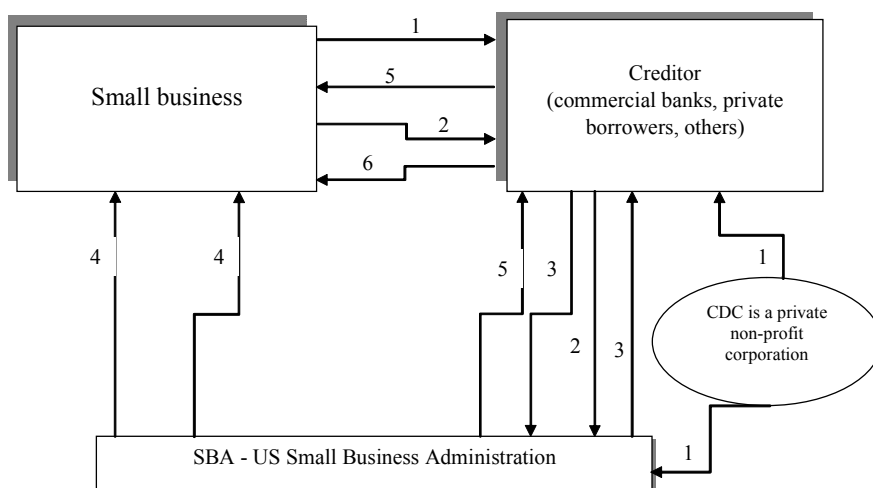 1
Small business
5
2
6
Creditor
(commercial banks, private
borrowers, others)
4
4
5
3
2
3
1
CDC is a private
non-profit
corporation
1
SBA - US Small Business Administration